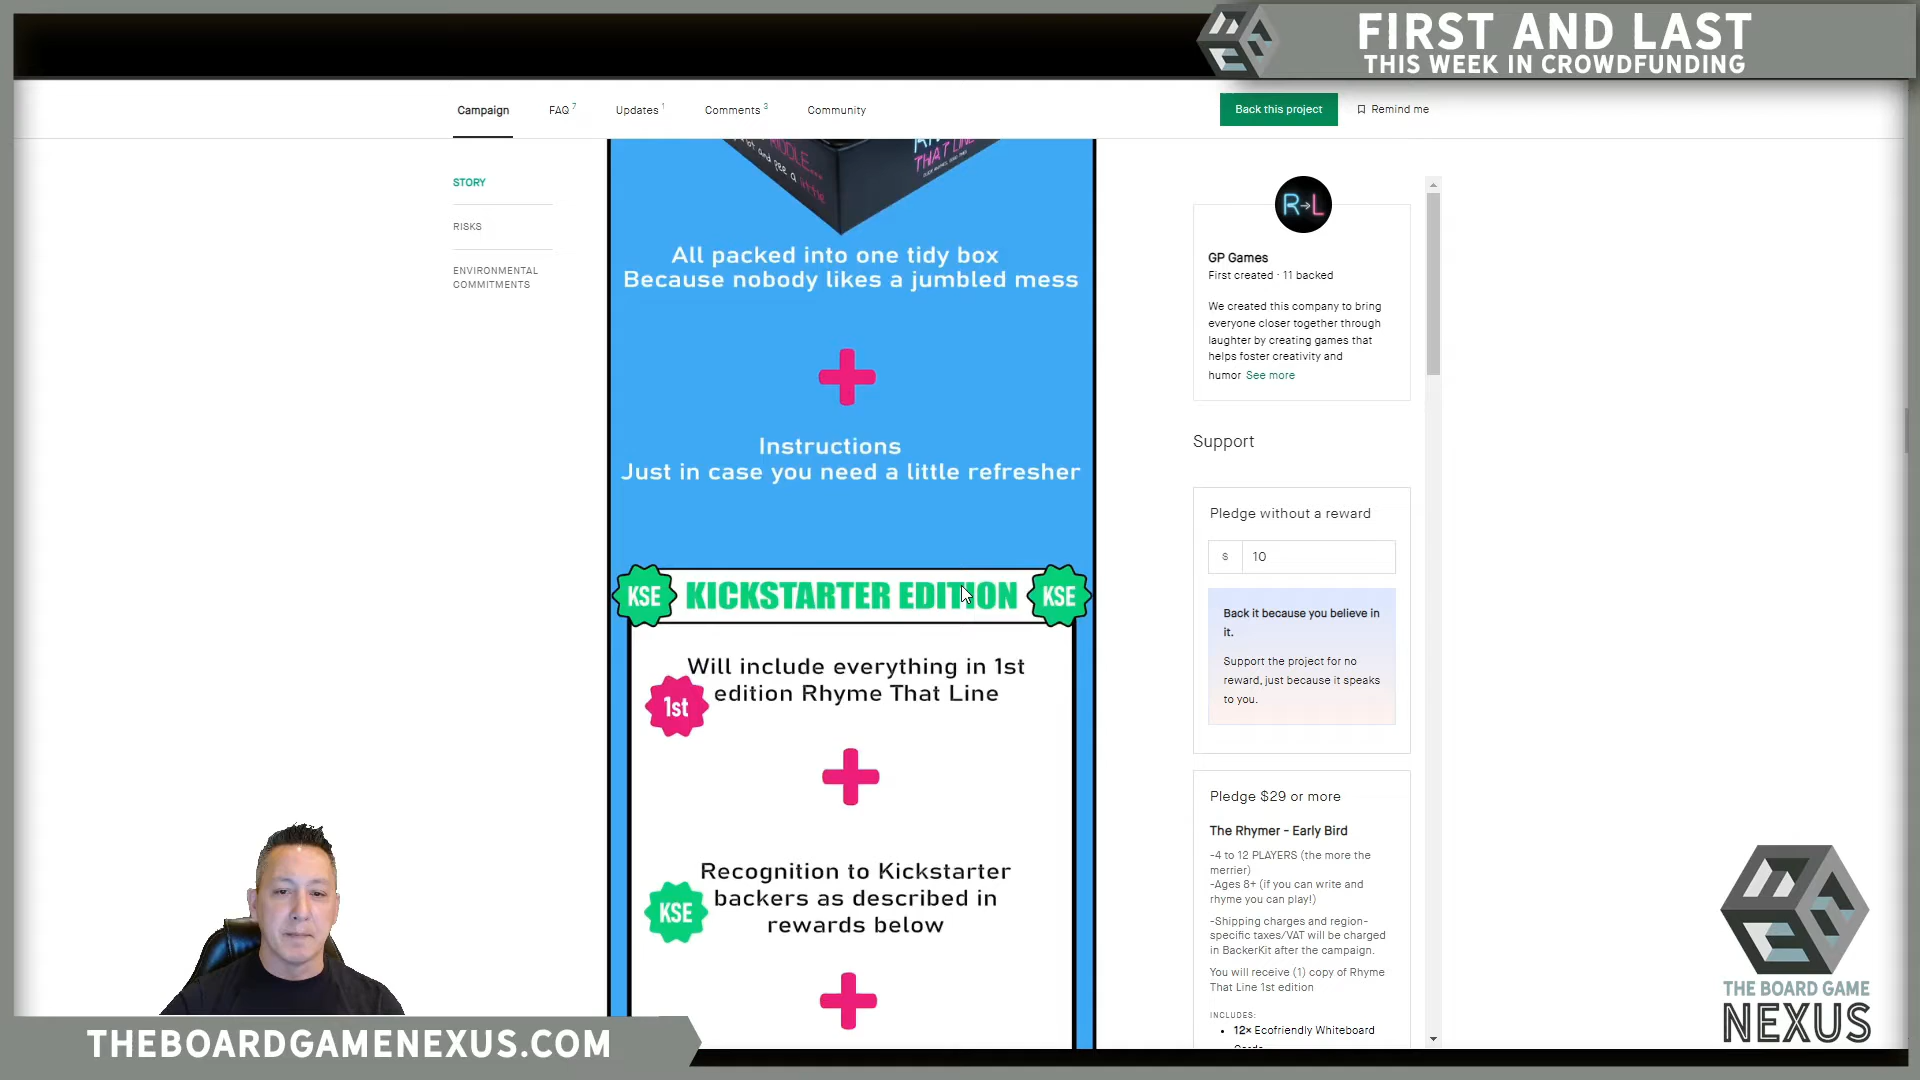 FIRST AND LAST
THIS WEEK IN CROWDFUNDING
Campaign
FAQ 7
Updates 1
Comments 3
Community
Back this project
Remind me
STORY
RISKS
ENVIRONMENTAL
COMMITMENTS
THAT LINE
All packed into one tidy box
Because nobody likes a jumbled mess
Instructions
Just in case you need a little refresher
KSE KICKSTARTER EDITION KSE
Will include everything in 1st
edition Rhyme That Line
1st
Recognition to Kickstarter
backers as described in
rewards below
KSE
R→L
GP Games
First created · 11 backed
We created this company to bring
everyone closer together through
laughter by creating games that
helps foster creativity and
humor See more
Support
Pledge without a reward
$ 10
Back it because you believe in
it.
Support the project for no
reward, just because it speaks
to you.
Pledge $29 or more
The Rhymer - Early Bird
-4 to 12 PLAYERS (the more the
merrier)
-Ages 8+ (if you can write and
rhyme you can play!)
-Shipping charges and region-
specific taxes/VAT will be charged
in BackerKit after the campaign.
You will receive (1) copy of Rhyme
That Line 1st edition
INCLUDES:
• 12× Ecofriendly Whiteboard
THEBOARDGAMENEXUS.COM
THE BOARD GAME
NEXUS